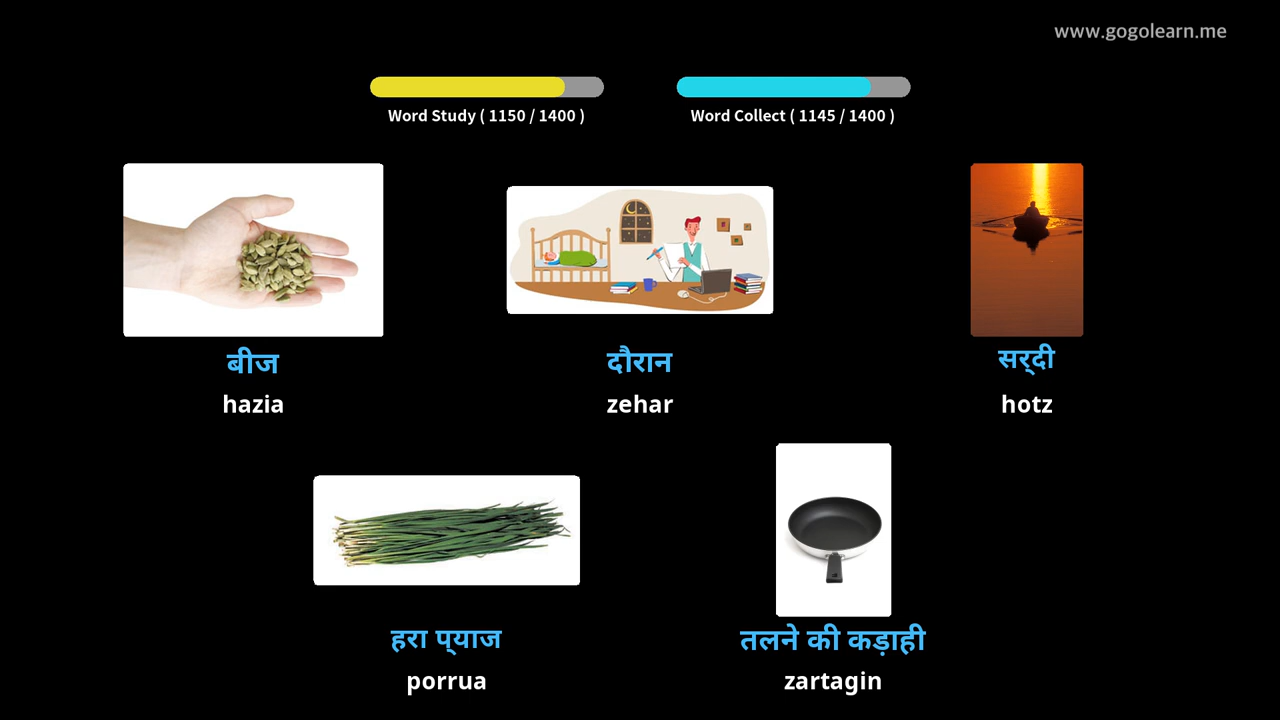 www.gogolearn.me
Word Study ( 1150 / 1400 )
Word Collect ( 1145 / 1400 )
बीज
दौरान
सर्दी
hazia
zehar
hotz
हरा प्याज
तलने की कड़ाही
porrua
zartagin